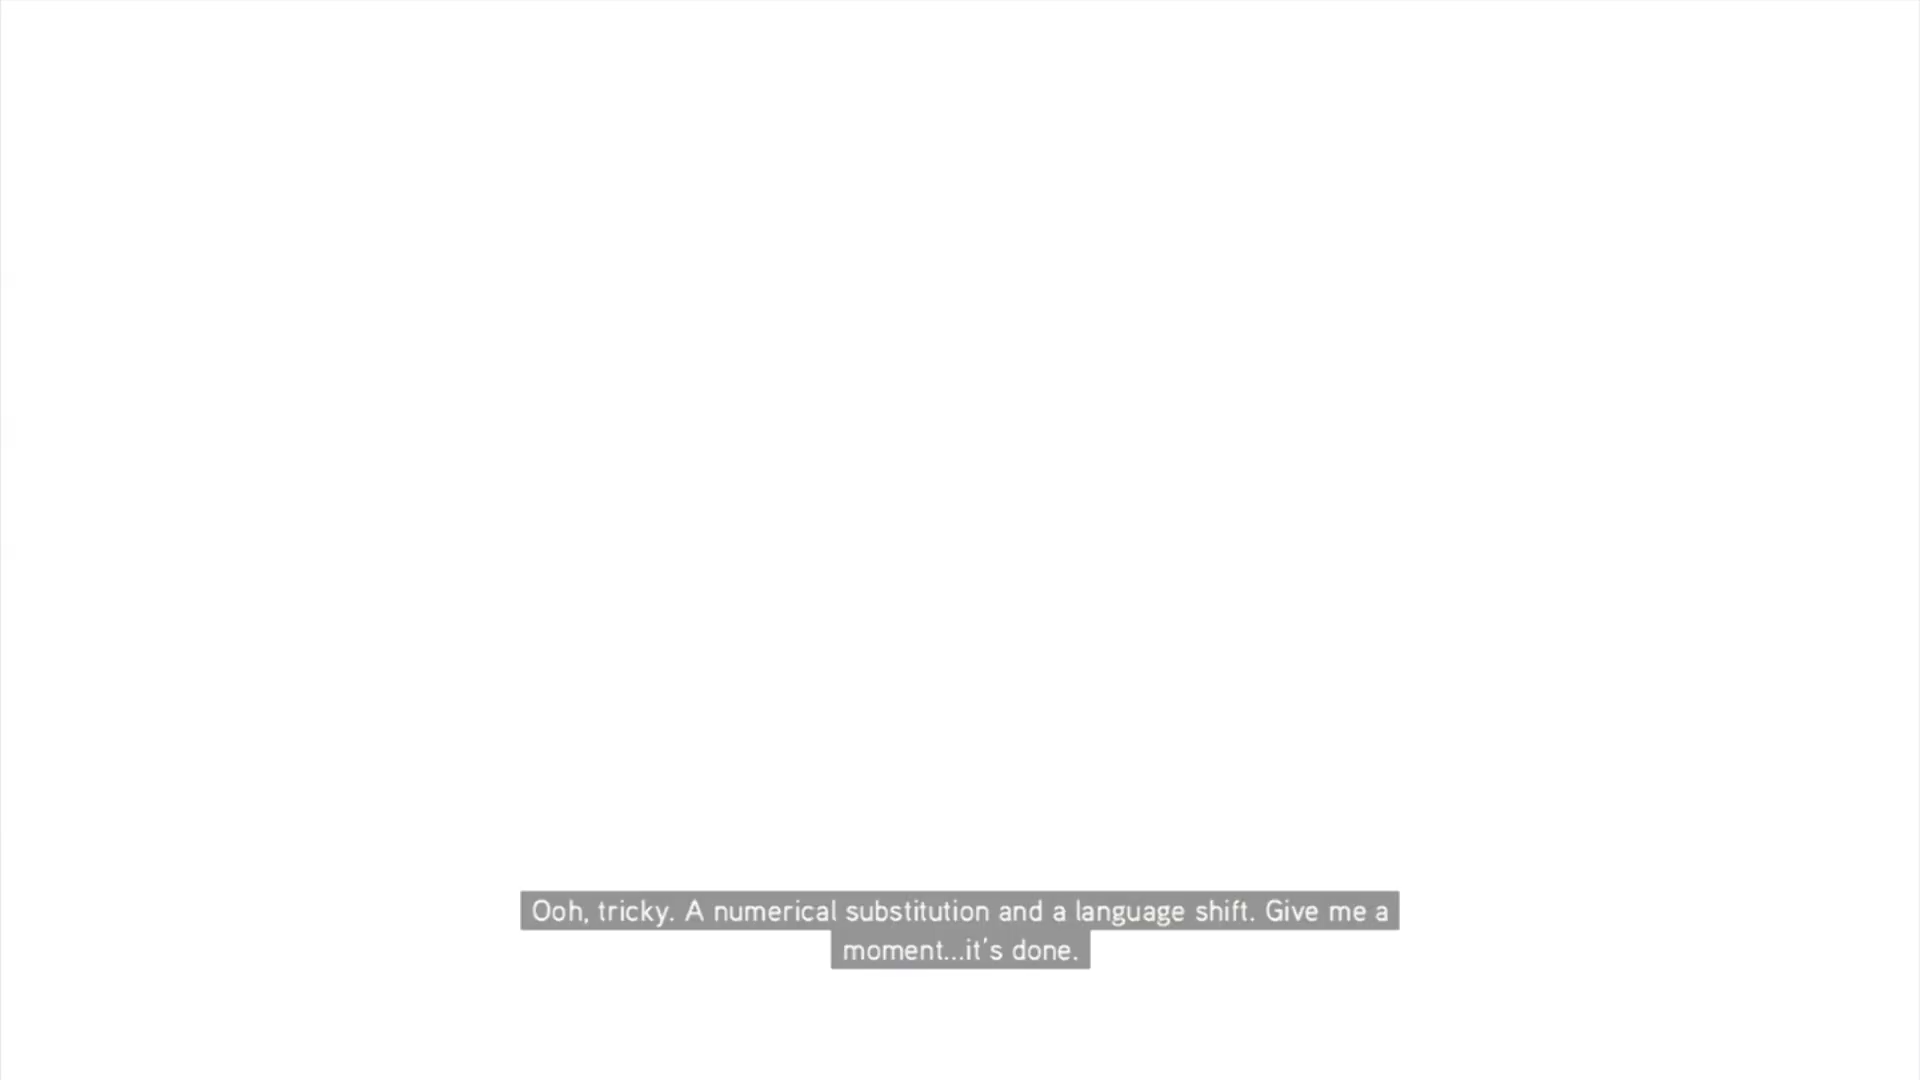 Ooh, tricky. A numerical substitution and a language shift. Give me a
moment...it's done.